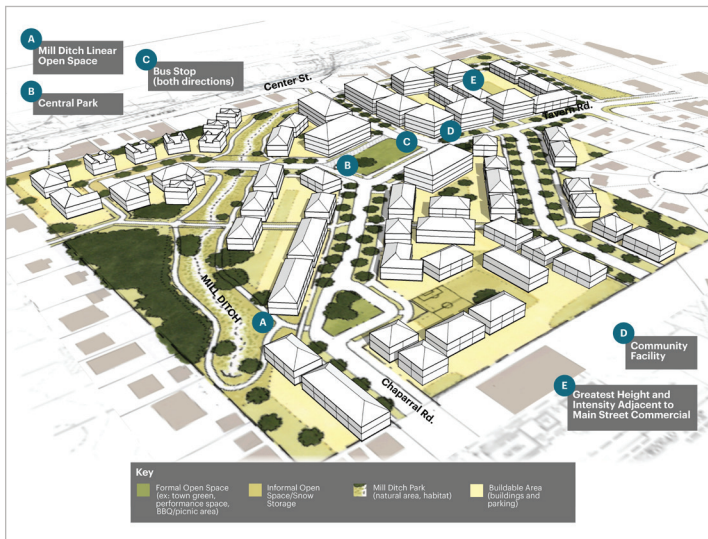 A
Mill Ditch Linear
Open Space
B
Central Park
C
Bus Stop
(both directions)
Center St.
E
Tavern Rd.
D
C
B
MILL DITCH
A
Chaparral Rd.
D
Community
Facility
E
Greatest Height and
Intensity Adjacent to
Main Street Commercial
Key
Formal Open Space
(ex: town green,
performance space,
BBQ/picnic area)
Informal Open
Space/Snow
Storage
Mill Ditch Park
(natural area, habitat)
Buildable Area
(buildings and
parking)